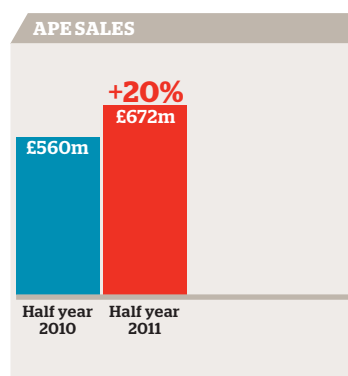 APE SALES
+20%
£672m
£560m
Half year
2010
Half year
2011